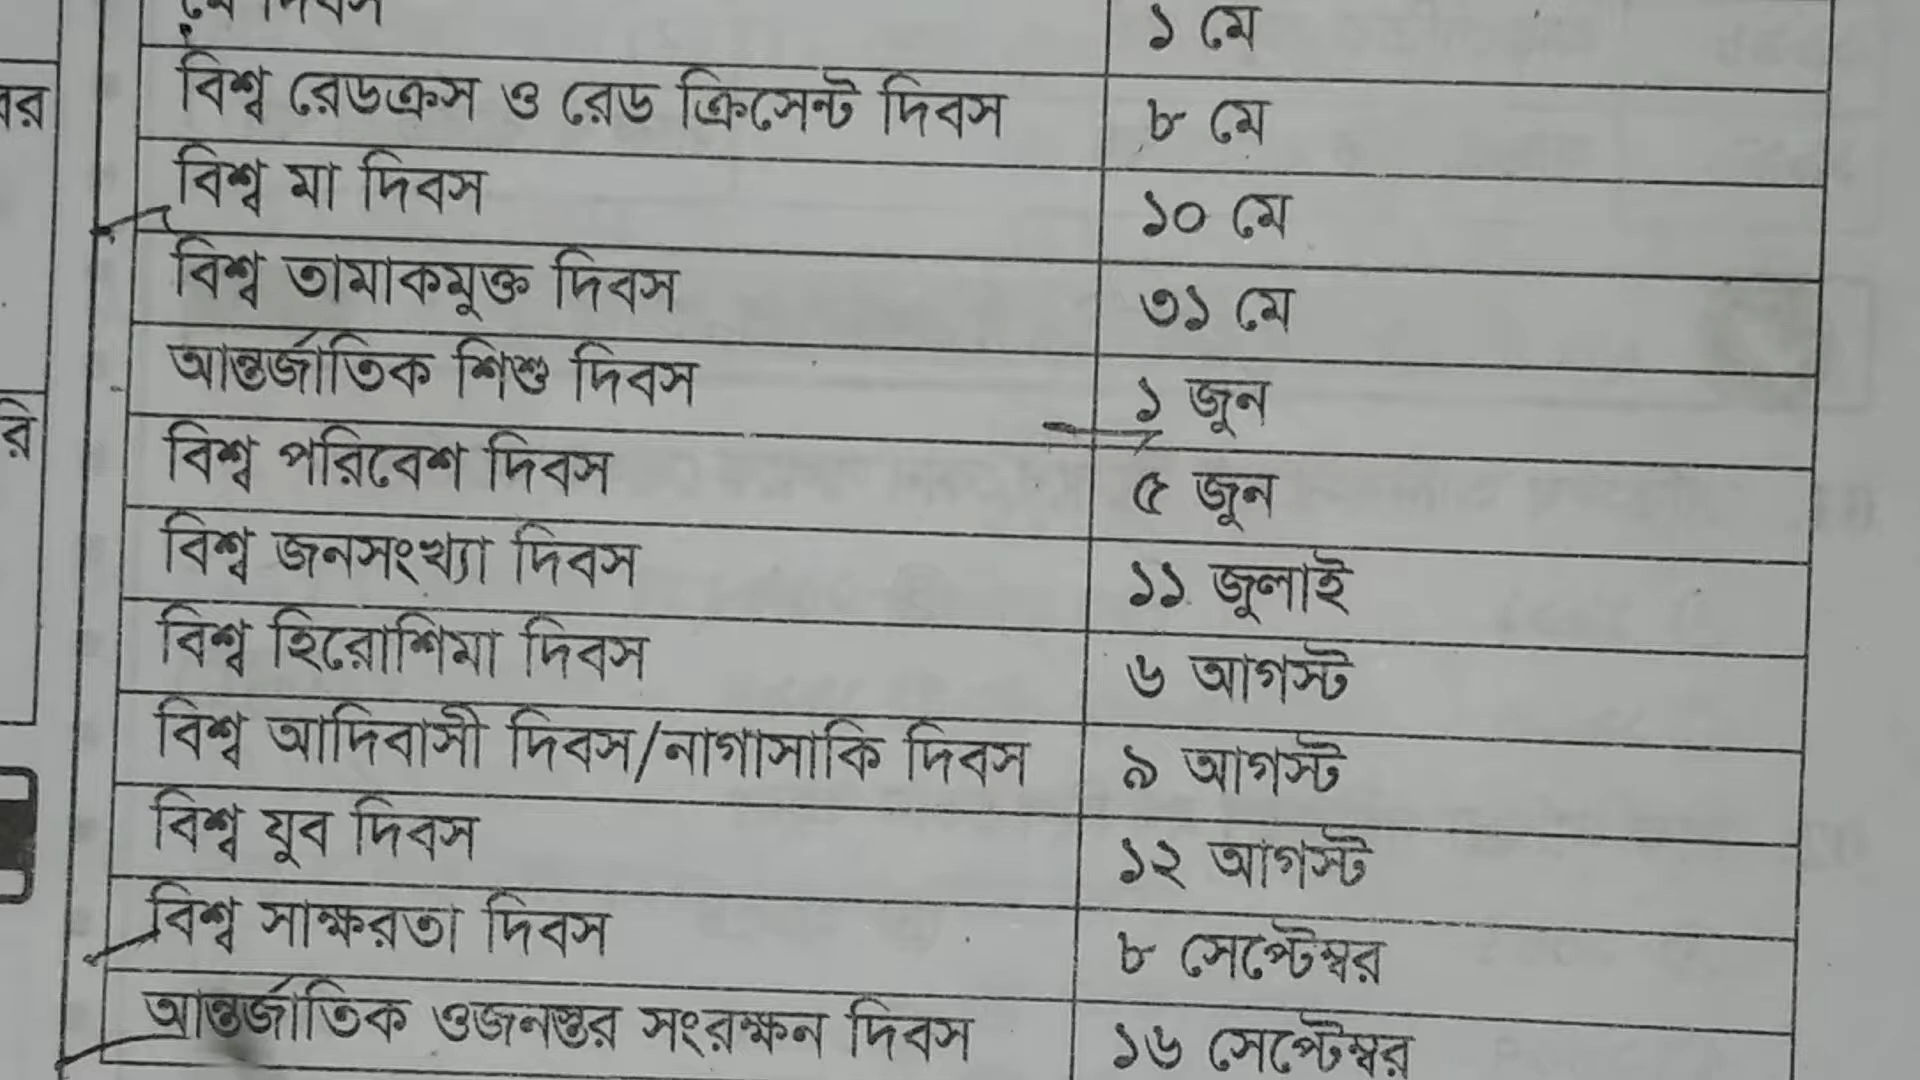 মে দিবস ১ মে
বিশ্ব রেডক্রস ও রেড ক্রিসেন্ট দিবস ৮ মে
বিশ্ব মা দিবস ১০ মে
বিশ্ব তামাকমুক্ত দিবস ৩১ মে
আন্তর্জাতিক শিশু দিবস ১ জুন
বিশ্ব পরিবেশ দিবস ৫ জুন
বিশ্ব জনসংখ্যা দিবস ১১ জুলাই
বিশ্ব হিরোশিমা দিবস ৬ আগস্ট
বিশ্ব আদিবাসী দিবস/নাগাসাকি দিবস ৯ আগস্ট
বিশ্ব যুব দিবস ১২ আগস্ট
বিশ্ব সাক্ষরতা দিবস ৮ সেপ্টেম্বর
আন্তর্জাতিক ওজনস্তর সংরক্ষন দিবস ১৬ সেপ্টেম্বর